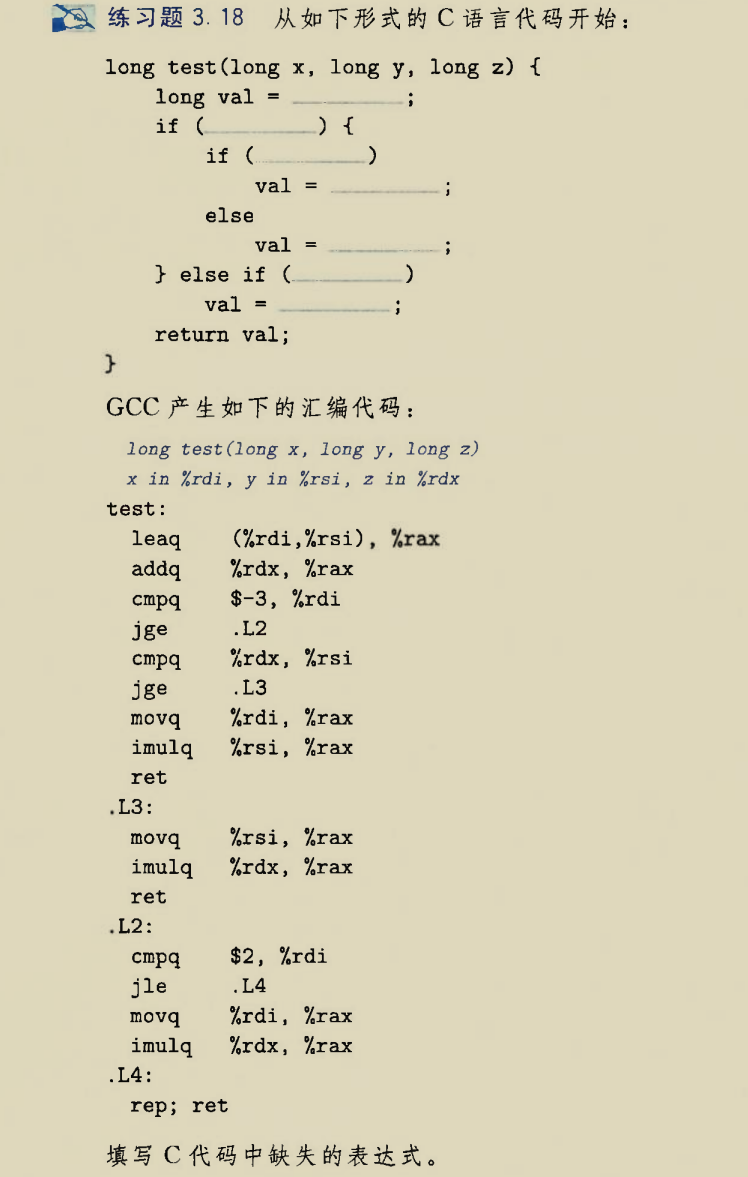 练习题 3.18 从如下形式的 C 语言代码开始：
long test(long x, long y, long z) {
    long val = ________;
    if (________) {
        if (________)
            val = ________;
        else
            val = ________;
    } else if (________)
        val = ________;
    return val;
}
GCC 产生如下的汇编代码：
long test(long x, long y, long z)
x in %rdi, y in %rsi, z in %rdx
test:
  leaq    (%rdi,%rsi), %rax
  addq    %rdx, %rax
  cmpq    $-3, %rdi
  jge     .L2
  cmpq    %rdx, %rsi
  jge     .L3
  movq    %rdi, %rax
  imulq   %rsi, %rax
  ret
.L3:
  movq    %rsi, %rax
  imulq   %rdx, %rax
  ret
.L2:
  cmpq    $2, %rdi
  jle     .L4
  movq    %rdi, %rax
  imulq   %rdx, %rax
.L4:
  rep; ret
填写 C 代码中缺失的表达式。